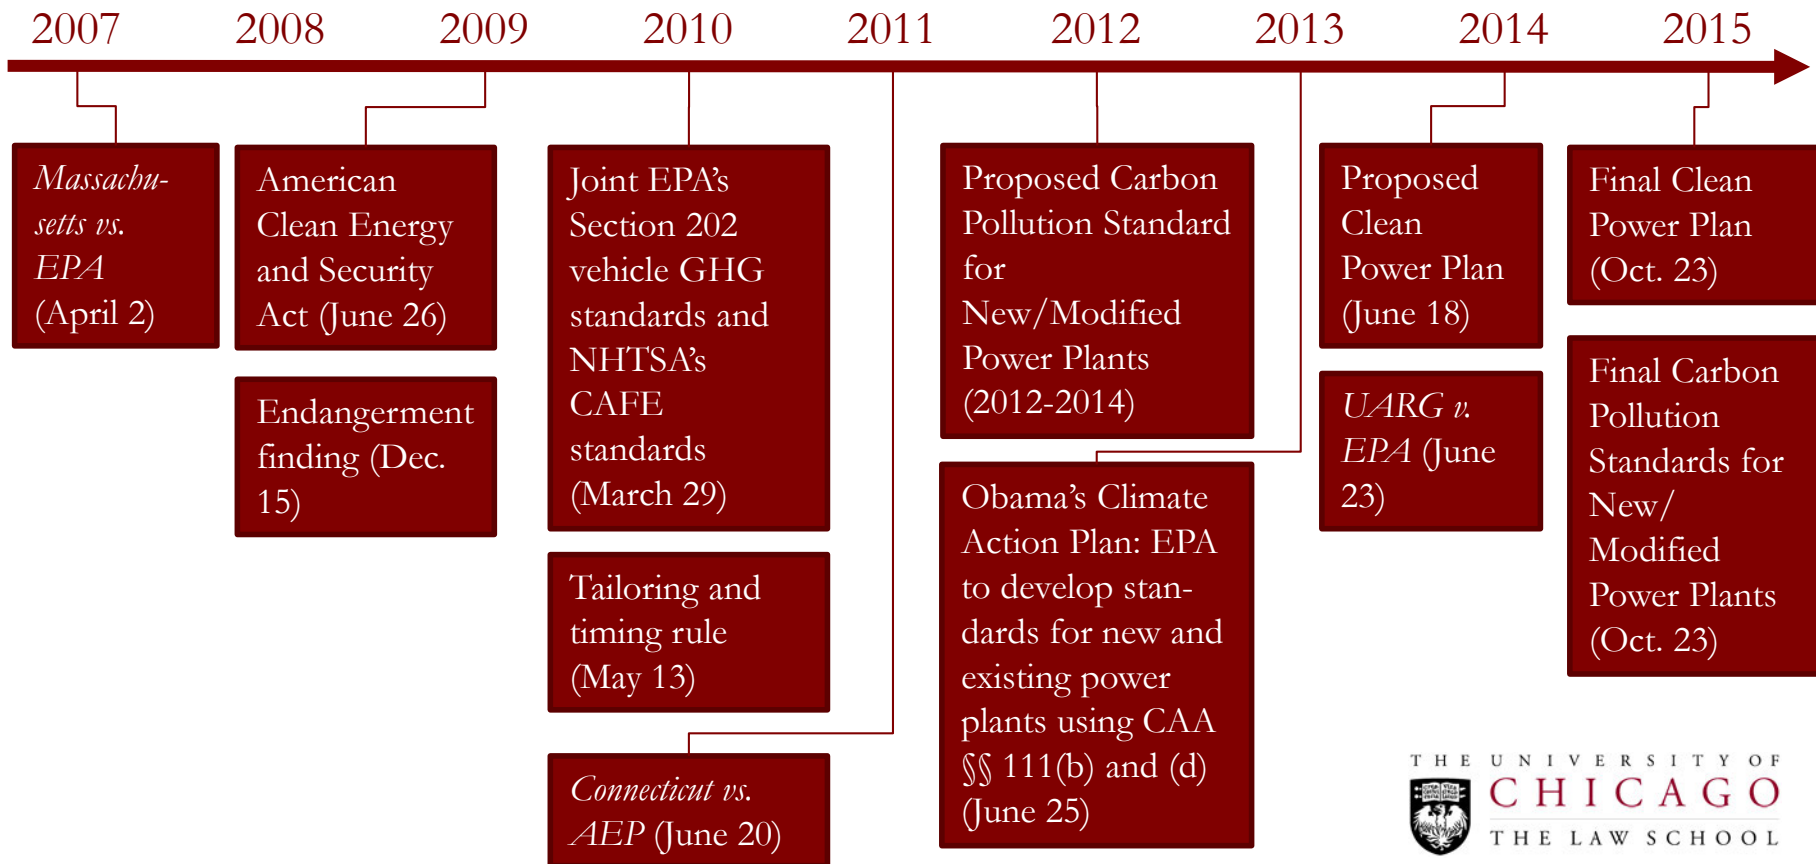 2007 2008 2009 2010 2011 2012 2013 2014 2015
Massachu-
setts vs.
EPA
(April 2)
American
Clean Energy
and Security
Act (June 26)
Endangerment
finding (Dec.
15)
Joint EPA’s
Section 202
vehicle GHG
standards and
NHTSA’s
CAFE
standards
(March 29)
Tailoring and
timing rule
(May 13)
Connecticut vs.
AEP (June 20)
Proposed Carbon
Pollution Standard
for
New/Modified
Power Plants
(2012-2014)
Obama’s Climate
Action Plan: EPA
to develop stan-
dards for new and
existing power
plants using CAA
§§ 111(b) and (d)
(June 25)
Proposed
Clean
Power Plan
(June 18)
UARG v.
EPA (June
23)
Final Clean
Power Plan
(Oct. 23)
Final Carbon
Pollution
Standards for
New/
Modified
Power Plants
(Oct. 23)
THE UNIVERSITY OF
CHICAGO
THE LAW SCHOOL